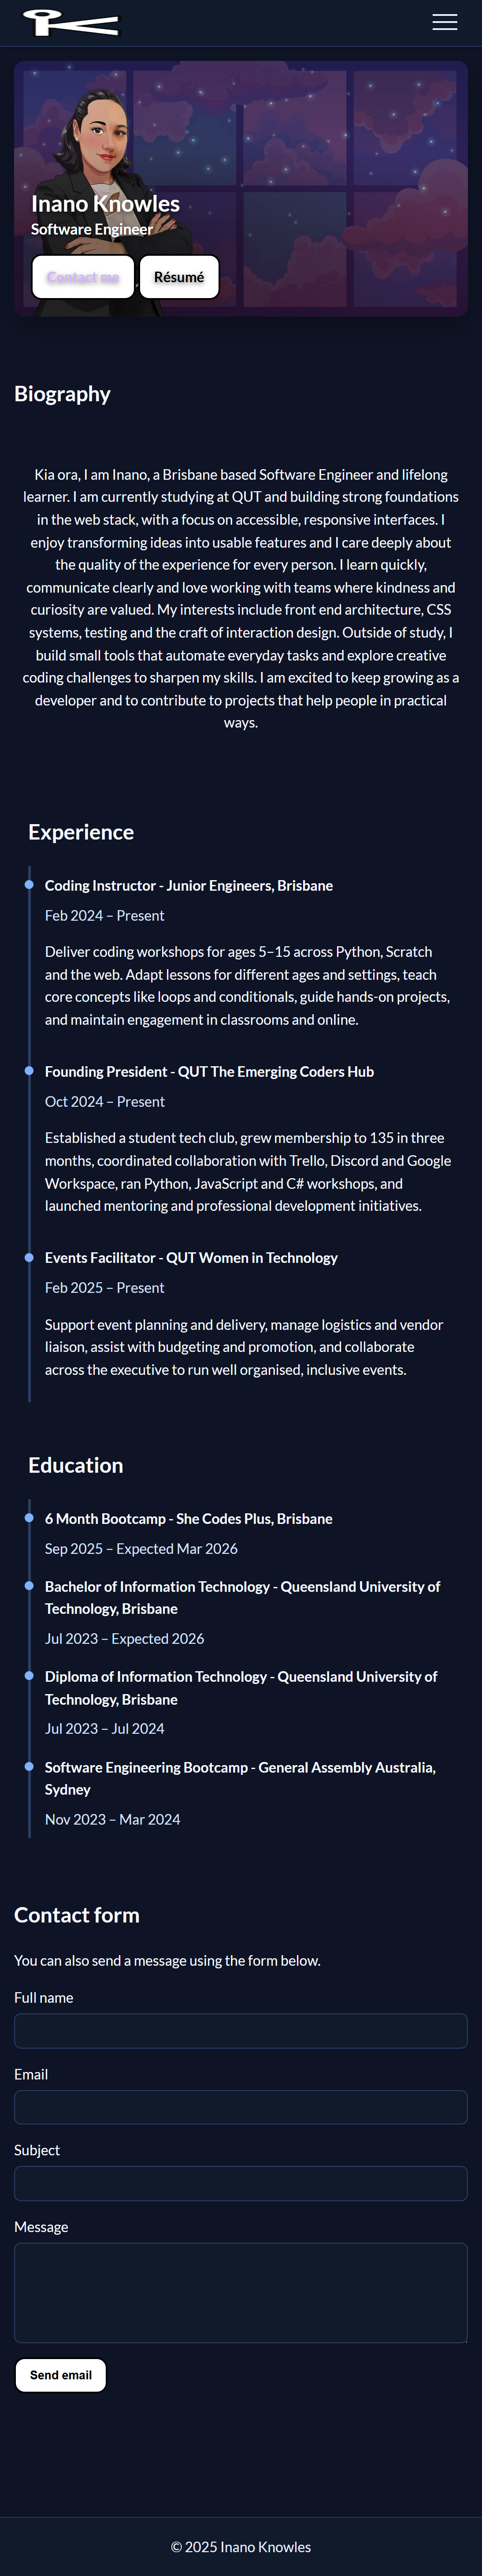 Inano Knowles
Software Engineer
Contact me
Résumé
Biography
Kia ora, I am Inano, a Brisbane based Software Engineer and lifelong
learner. I am currently studying at QUT and building strong foundations
in the web stack, with a focus on accessible, responsive interfaces. I
enjoy transforming ideas into usable features and I care deeply about
the quality of the experience for every person. I learn quickly,
communicate clearly and love working with teams where kindness and
curiosity are valued. My interests include front end architecture, CSS
systems, testing and the craft of interaction design. Outside of study, I
build small tools that automate everyday tasks and explore creative
coding challenges to sharpen my skills. I am excited to keep growing as a
developer and to contribute to projects that help people in practical
ways.
Experience
Coding Instructor - Junior Engineers, Brisbane
Feb 2024 – Present
Deliver coding workshops for ages 5–15 across Python, Scratch
and the web. Adapt lessons for different ages and settings, teach
core concepts like loops and conditionals, guide hands-on projects,
and maintain engagement in classrooms and online.
Founding President - QUT The Emerging Coders Hub
Oct 2024 – Present
Established a student tech club, grew membership to 135 in three
months, coordinated collaboration with Trello, Discord and Google
Workspace, ran Python, JavaScript and C# workshops, and
launched mentoring and professional development initiatives.
Events Facilitator - QUT Women in Technology
Feb 2025 – Present
Support event planning and delivery, manage logistics and vendor
liaison, assist with budgeting and promotion, and collaborate
across the executive to run well organised, inclusive events.
Education
6 Month Bootcamp - She Codes Plus, Brisbane
Sep 2025 – Expected Mar 2026
Bachelor of Information Technology - Queensland University of
Technology, Brisbane
Jul 2023 – Expected 2026
Diploma of Information Technology - Queensland University of
Technology, Brisbane
Jul 2023 – Jul 2024
Software Engineering Bootcamp - General Assembly Australia,
Sydney
Nov 2023 – Mar 2024
Contact form
You can also send a message using the form below.
Full name
Email
Subject
Message
Send email
© 2025 Inano Knowles